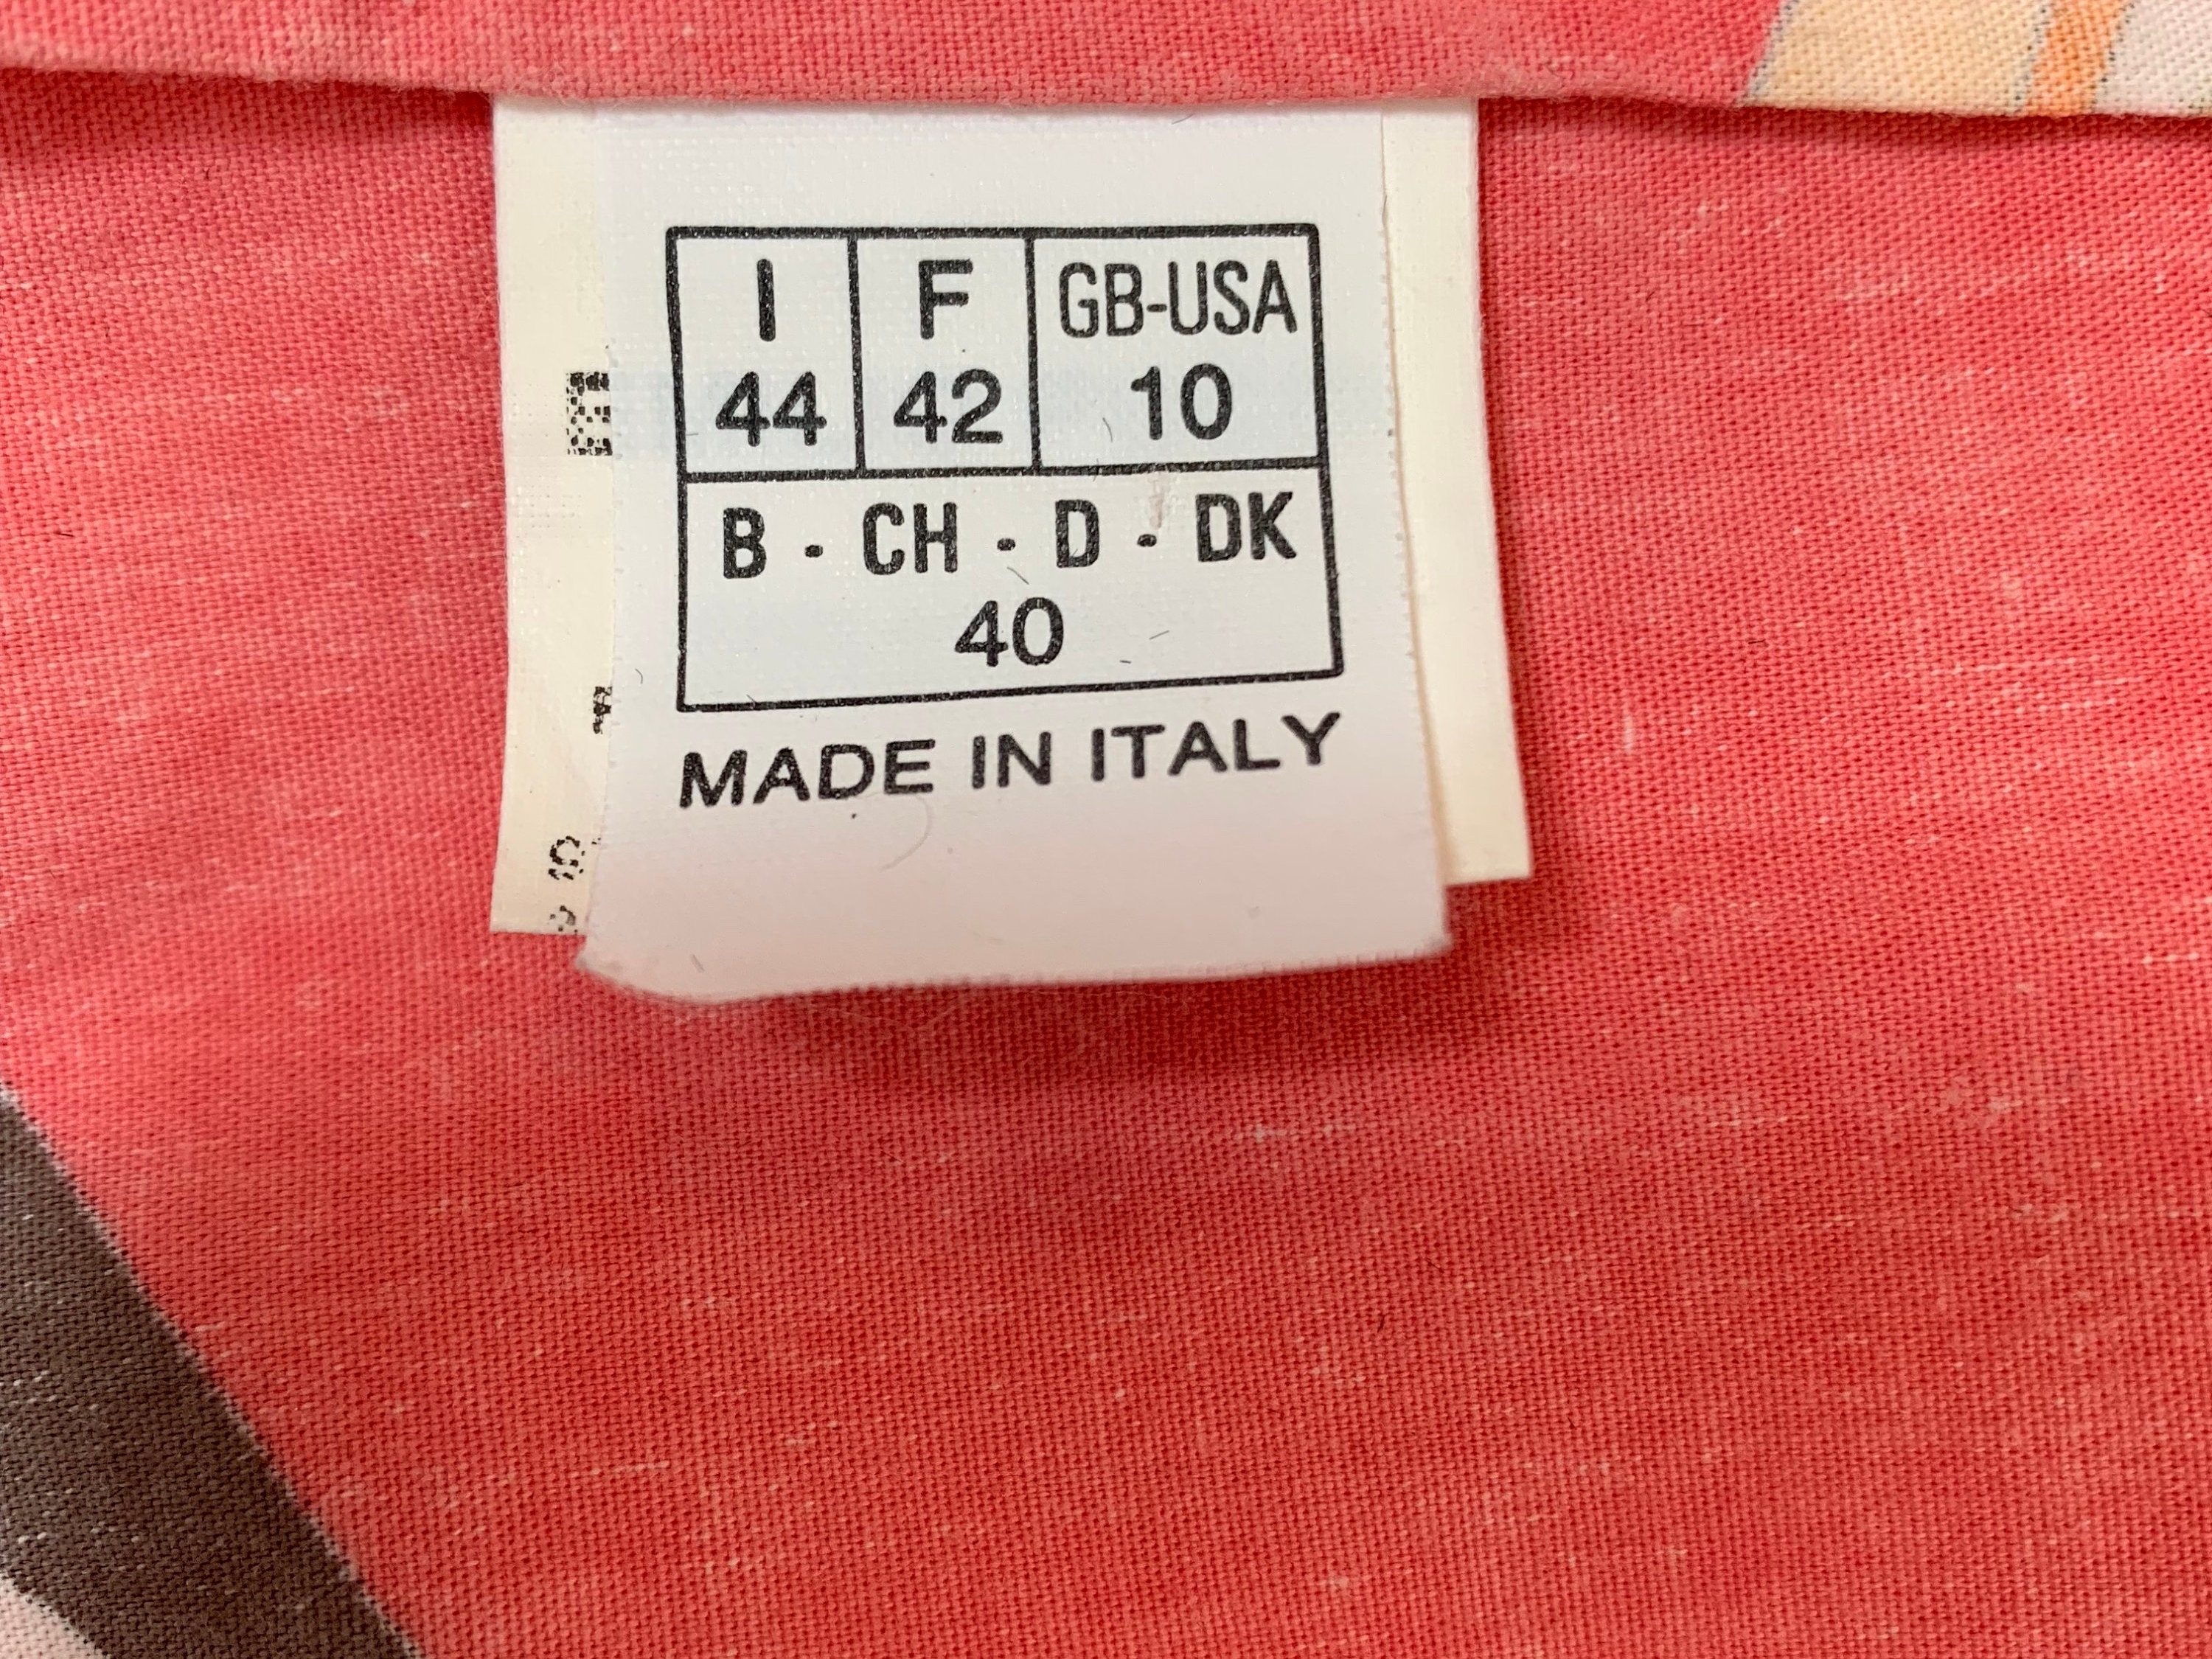 I F GB-USA
44 42 10
B - CH - D - DK
40
MADE IN ITALY